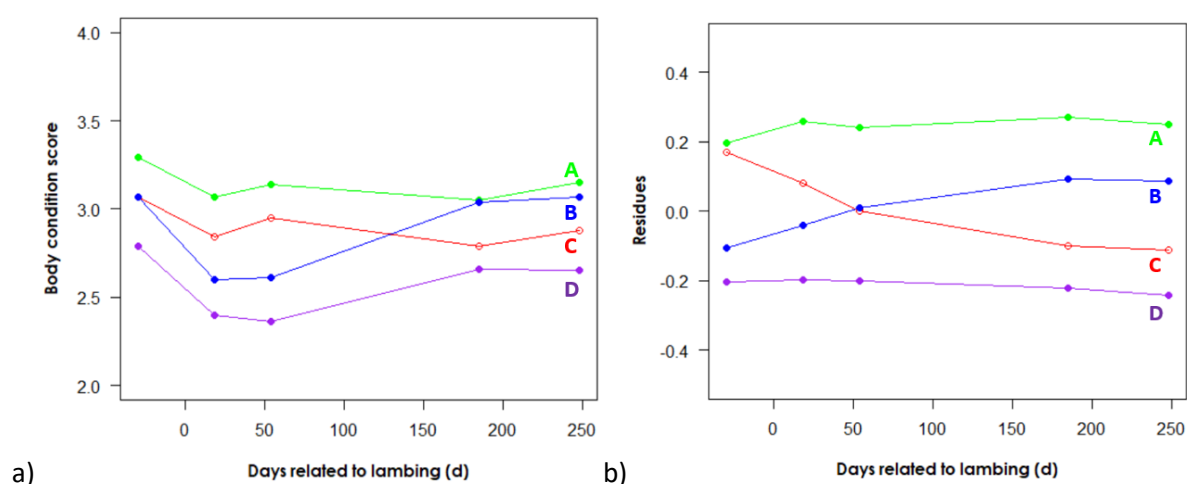 4.0
3.5
3.0
2.5
2.0
Body condition score
A
B
C
D
0 50 100 150 200 250
Days related to lambing (d)
a)
0.4
0.2
0.0
-0.2
-0.4
Residues
A
B
C
D
0 50 100 150 200 250
Days related to lambing (d)
b)